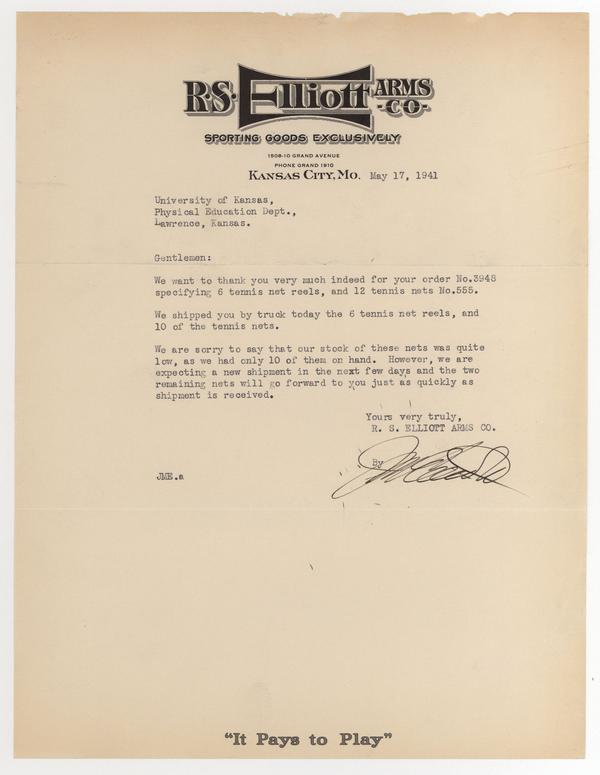 R.S. Elliott ARMS CO.
SPORTING GOODS EXCLUSIVELY
1908-10 GRAND AVENUE
PHONE GRAND 1910
KANSAS CITY, MO. May 17, 1941
University of Kansas,
Physical Education Dept.,
Lawrence, Kansas.
Gentlemen:
We want to thank you very much indeed for your order No.3948
specifying 6 tennis net reels, and 12 tennis nets No.555.
We shipped you by truck today the 6 tennis net reels, and
10 of the tennis nets.
We are sorry to say that our stock of these nets was quite
low, as we had only 10 of them on hand. However, we are
expecting a new shipment in the next few days and the two
remaining nets will go forward to you just as quickly as
shipment is received.
Yours very truly,
R. S. ELLIOTT ARMS CO.
By
JME.a
"It Pays to Play"